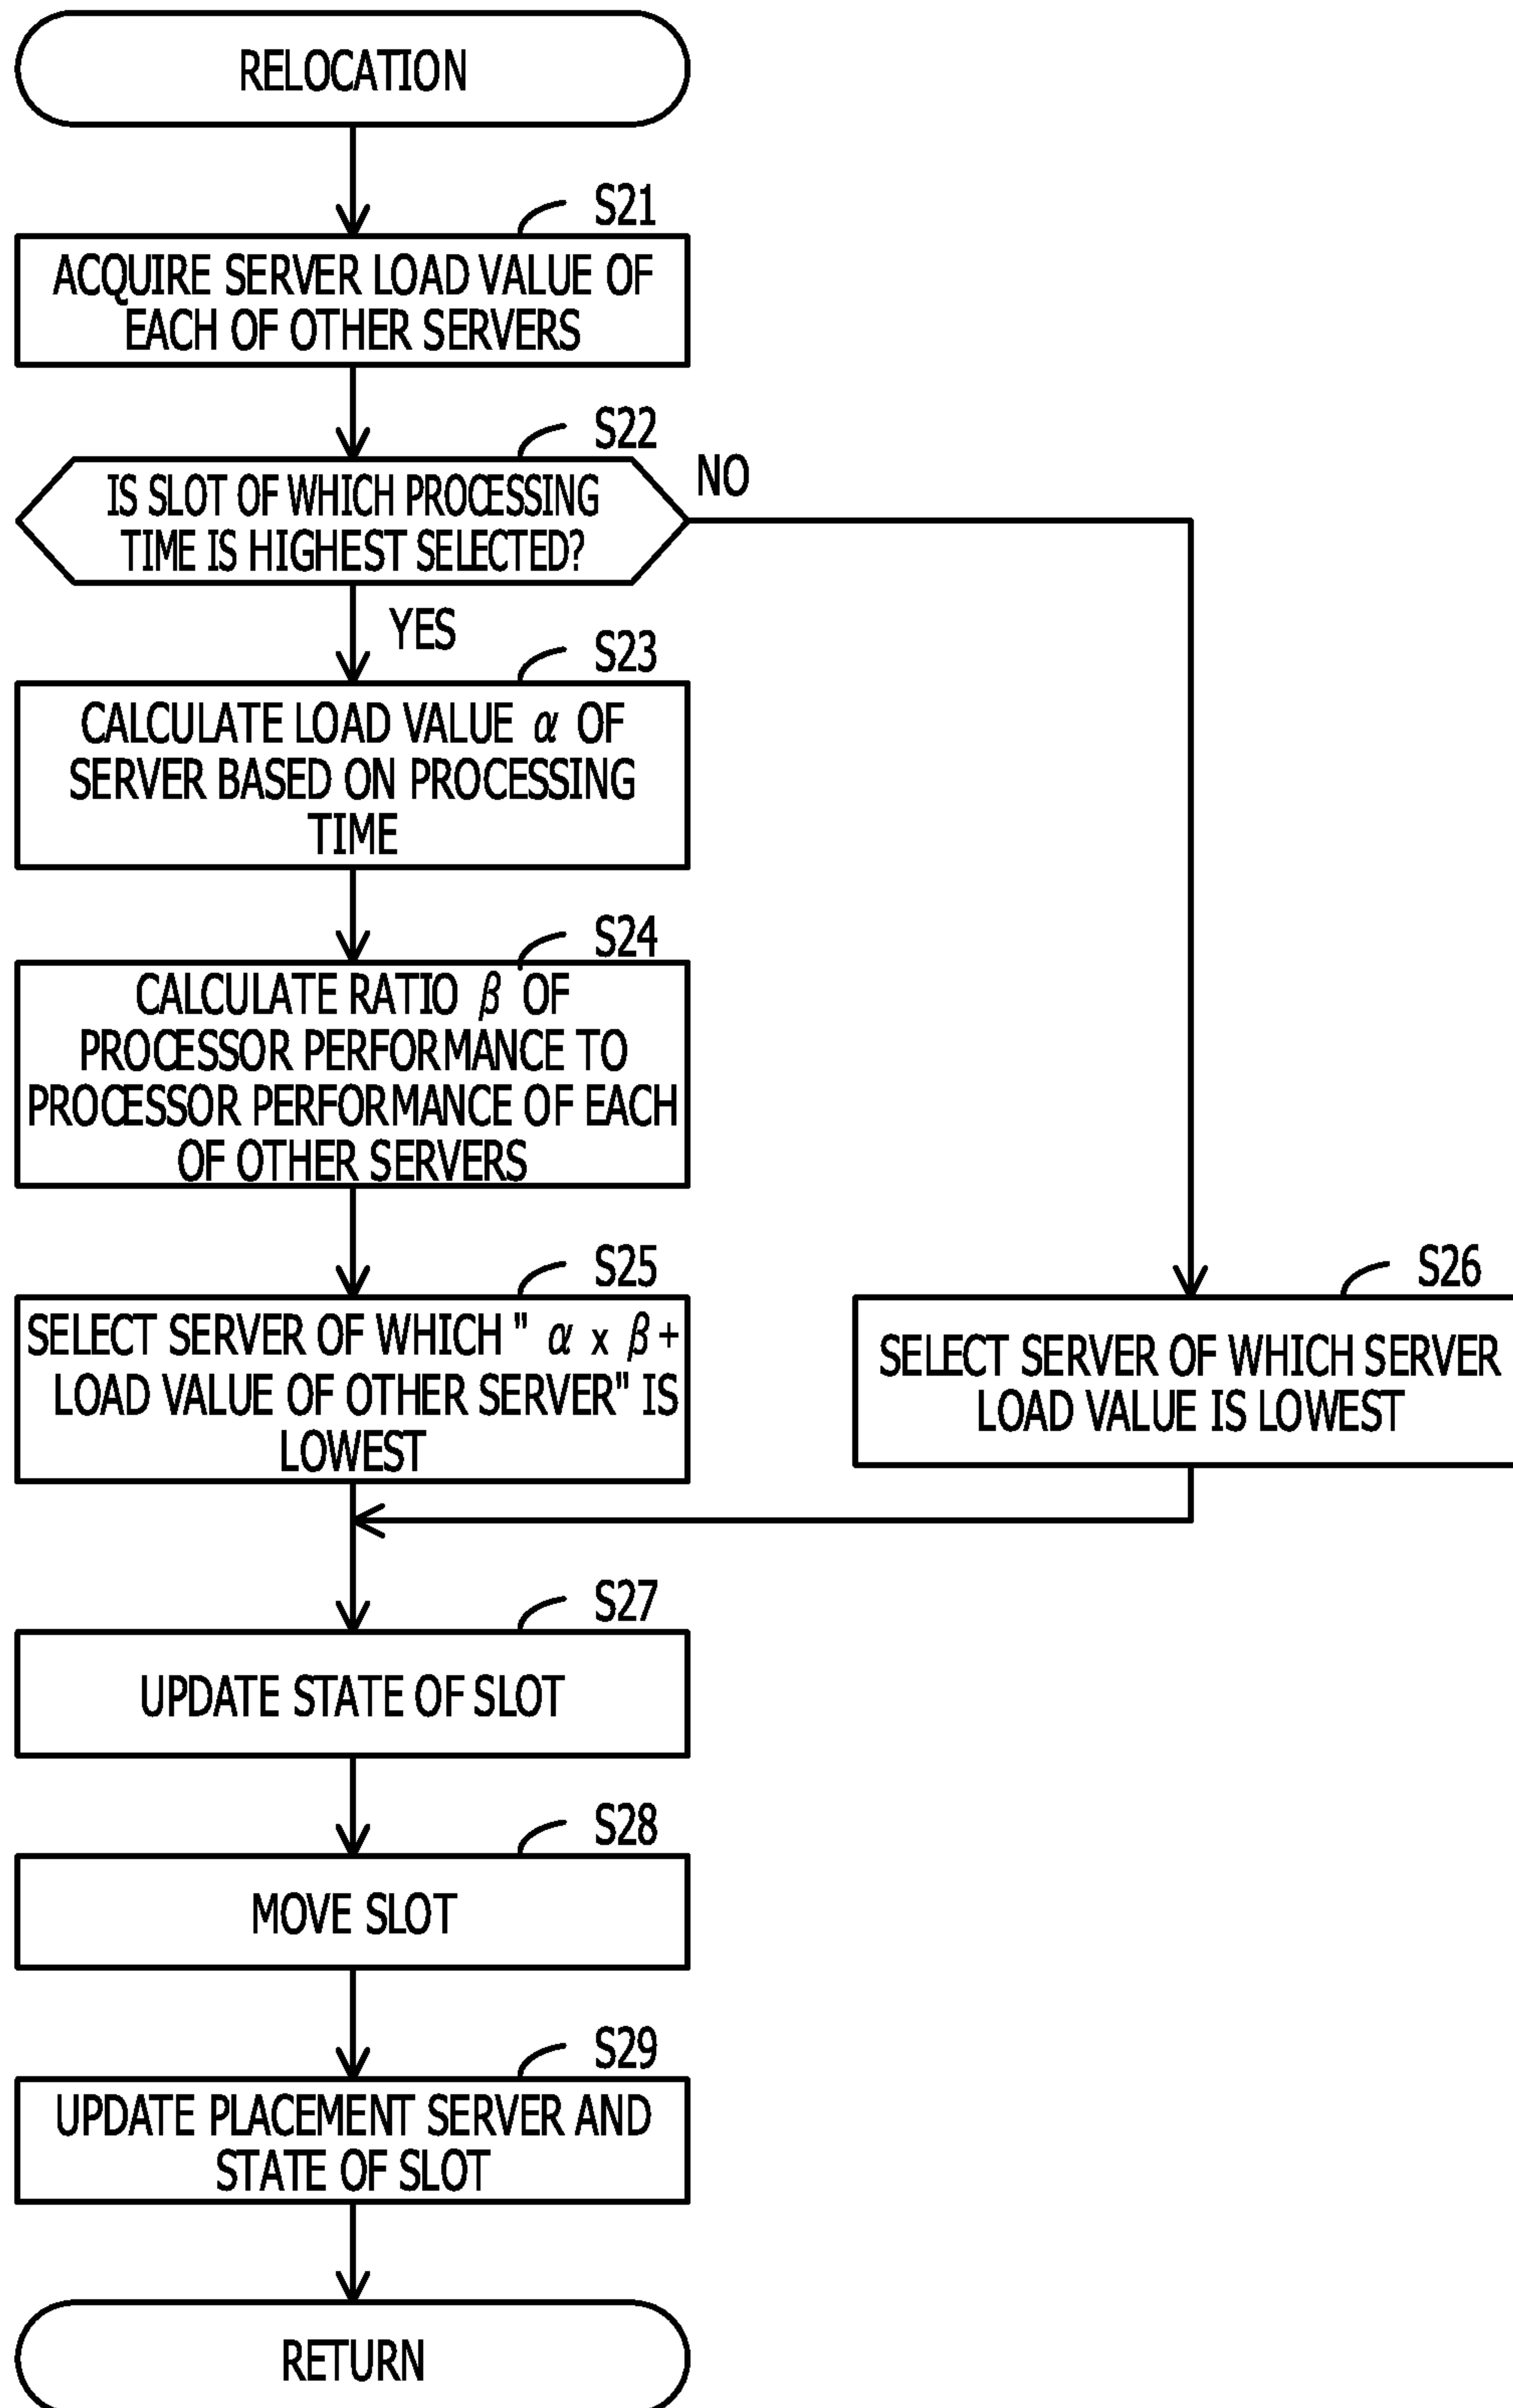 RELOCATION
S21
ACQUIRE SERVER LOAD VALUE OF
EACH OF OTHER SERVERS
S22
IS SLOT OF WHICH PROCESSING
TIME IS HIGHEST SELECTED?
NO
YES
S23
CALCULATE LOAD VALUE α OF
SERVER BASED ON PROCESSING
TIME
S24
CALCULATE RATIO β OF
PROCESSOR PERFORMANCE TO
PROCESSOR PERFORMANCE OF EACH
OF OTHER SERVERS
S25
SELECT SERVER OF WHICH " α x β +
LOAD VALUE OF OTHER SERVER" IS
LOWEST
S26
SELECT SERVER OF WHICH SERVER
LOAD VALUE IS LOWEST
S27
UPDATE STATE OF SLOT
S28
MOVE SLOT
S29
UPDATE PLACEMENT SERVER AND
STATE OF SLOT
RETURN